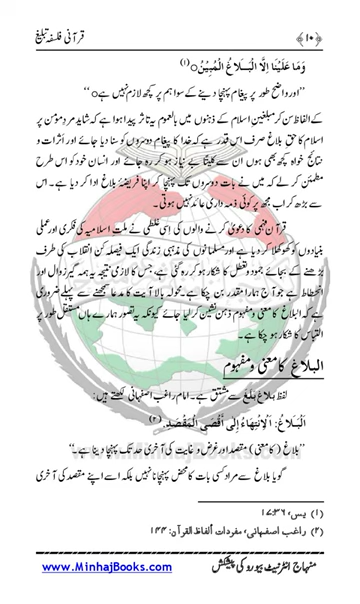 ﴿۱۰﴾ قرآنی فلسفۂ تبلیغ
وَمَا عَلَيْنَا اِلَّا الْبَلَاغُ الْمُبِيْنُo (۱)
’’اور واضح طور پر پیغام پہنچا دینے کے سوا ہم پر کچھ لازم نہیں ہےo‘‘
کے الفاظ سن کر مبلغین اسلام کے ذہنوں میں بالعموم یہ تاثر پیدا ہوا ہے کہ شاید مردِ مومن پر
اسلام کا حق بلاغ صرف اس قدر ہے کہ خدا کا پیغام دوسروں کو سنا دیا جائے اور اثرات و
نتائج خواہ کچھ بھی ہوں ان سے کلیتاً بے نیاز ہو کر رہ جائے اور انسان خود کو اس طرح
مطمئن کر لے کہ میں نے بات دوسروں تک پہنچا کر اپنا فریضۂ بلاغ ادا کر دیا ہے۔ اس
سے بڑھ کر اب مجھ پر کوئی ذمہ داری عائد نہیں ہوتی۔
قرآن فہمی کا دعویٰ کرنے والوں کی اسی غلطی نے ملت اسلامیہ کی فکری اور عملی
بنیادوں کو کھوکھلا کر دیا ہے اور مسلمانوں کی مذہبی زندگی ایک فیصلہ کن انقلاب کی طرف
بڑھنے کے بجائے جمود و تعطل کا شکار ہو کر رہ گئی ہے، جس کا لازمی نتیجہ یہ ہمہ گیر زوال اور
انحطاط ہے جو آج ہمارا مقدر بن چکا ہے۔ محولہ بالا آیت کا مدعا سمجھنے سے پہلے ضروری
ہے کہ ابلاغ کا معنی و مفہوم ذہن نشین کر لیا جائے کیونکہ یہ تصور ہمارے ہاں مستقل طور پر
التباس کا شکار ہو چکا ہے۔
البلاغ کا معنی و مفہوم
لفظ بلاغ بلغ سے مشتق ہے۔ امام راغب اصفہانی لکھتے ہیں:
اَلْبَلَاغُ: اَلْاِنْتِهَاءُ اِلَی أَقْصَی الْمَقْصَدِ. (۲)
’’بلاغ (کا معنی) مقصد اور غرض و غایت کی آخری حد تک پہنچا دینا ہے۔‘‘
گویا بلاغ سے مراد کسی بات کا محض پہنچانا نہیں بلکہ اسے اپنے مقصد کی آخری
(۱) یٰس، ۳۶:۱۷
(۲) راغب اصفہانی، مفردات ألفاظ القرآن: ۱۴۴
منہاج انٹرنیٹ بیورو کی پیشکش www.MinhajBooks.com